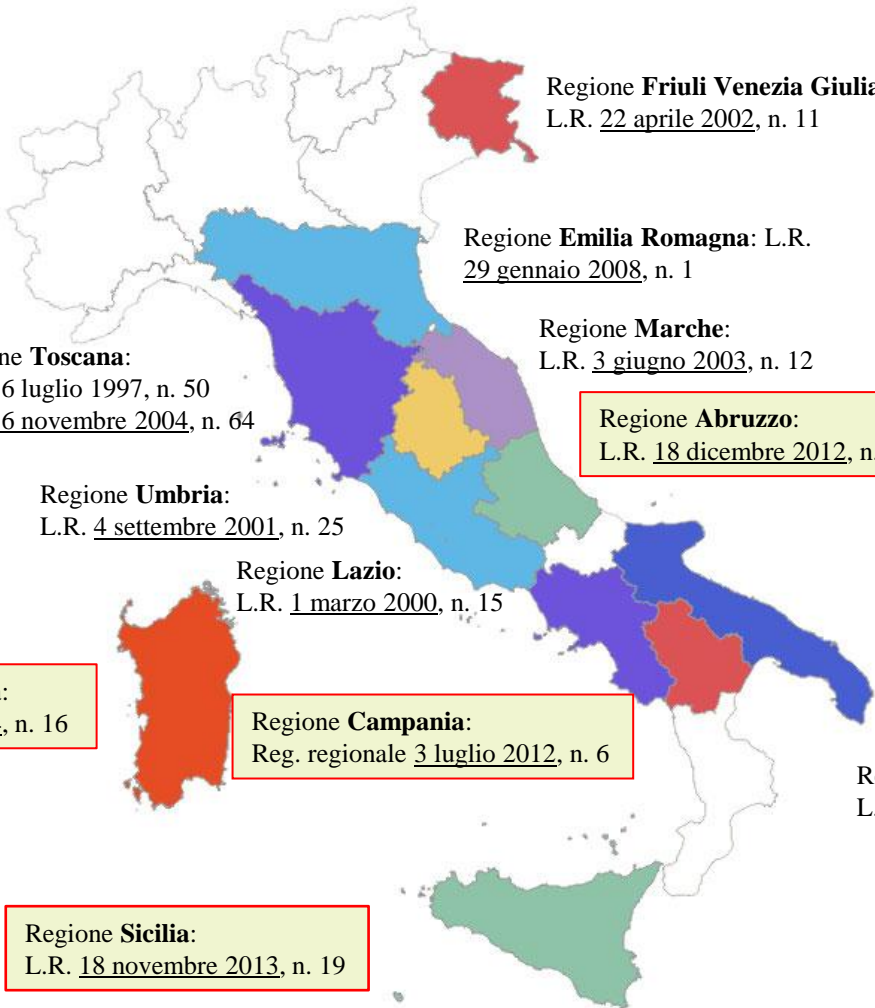 Regione Friuli Venezia Giulia
L.R. 22 aprile 2002, n. 11
Regione Emilia Romagna: L.R.
29 gennaio 2008, n. 1
Regione Marche:
L.R. 3 giugno 2003, n. 12
ne Toscana:
6 luglio 1997, n. 50
6 novembre 2004, n. 64
Regione Abruzzo:
L.R. 18 dicembre 2012, n.
Regione Umbria:
L.R. 4 settembre 2001, n. 25
Regione Lazio:
L.R. 1 marzo 2000, n. 15
, n. 16
Regione Campania:
Reg. regionale 3 luglio 2012, n. 6
L.
Regione Sicilia:
L.R. 18 novembre 2013, n. 19